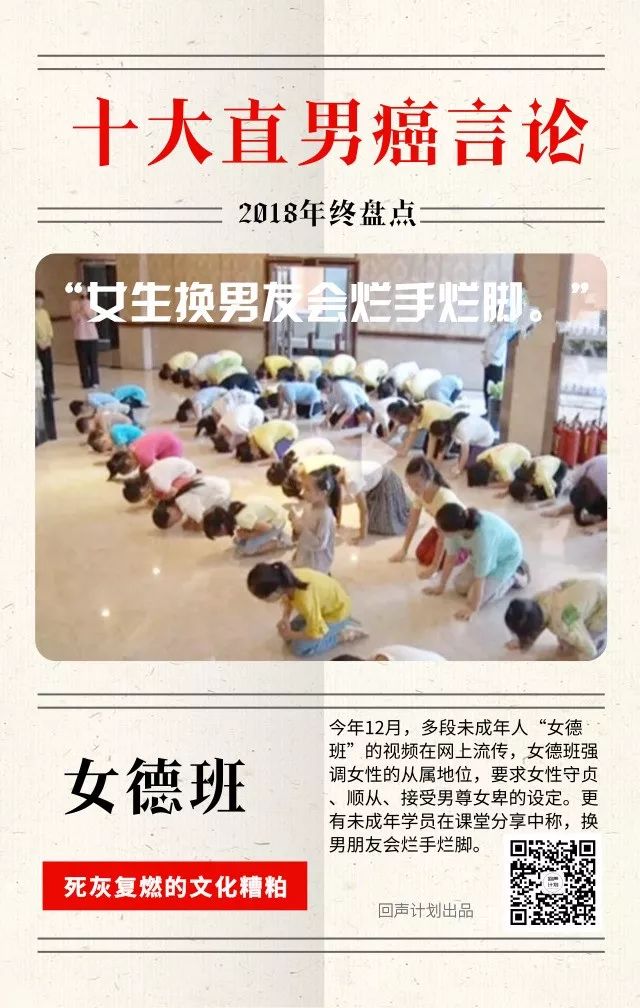 十大直男癌言论
2018年终盘点
“女生换男友会烂手烂脚。”
女德班
死灰复燃的文化糟粕
今年12月，多段未成年人“女德
班”的视频在网上流传，女德班强
调女性的从属地位，要求女性守贞
、顺从、接受男尊女卑的设定。更
有未成年学员在课堂分享中称，换
男朋友会烂手烂脚。
回声计划出品
回声
计划